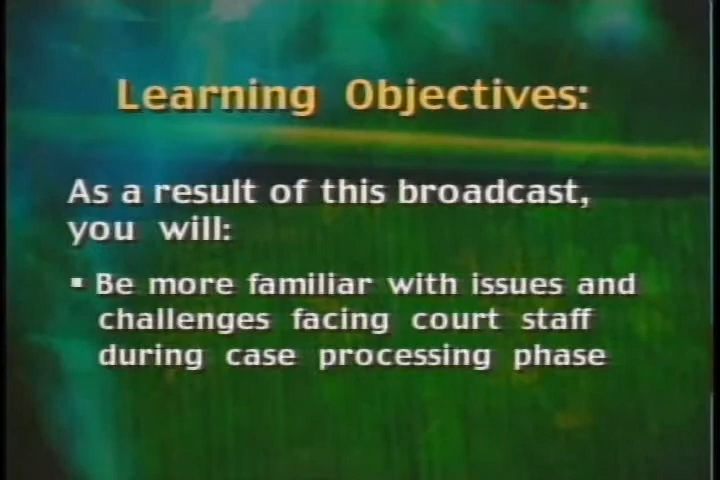 Learning Objectives:
As a result of this broadcast,
you will:
▪ Be more familiar with issues and
challenges facing court staff
during case processing phase